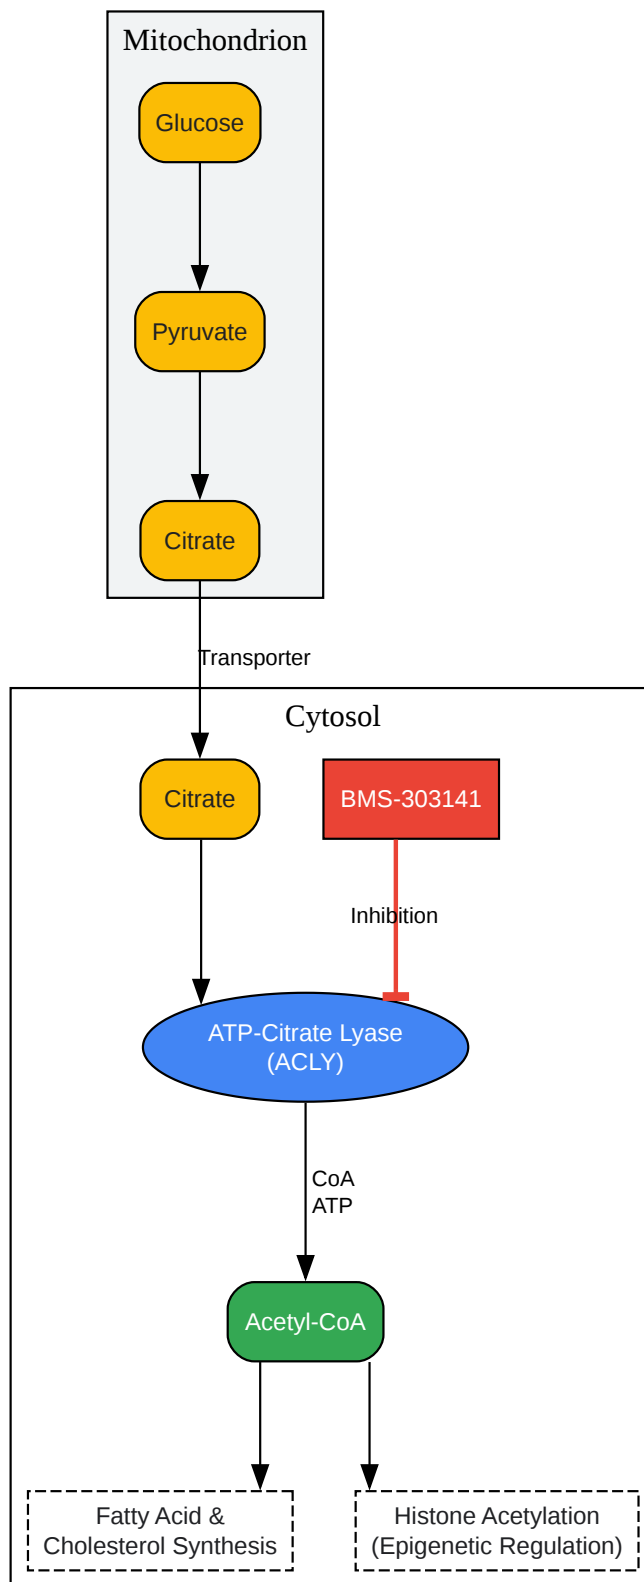 Mitochondrion
Glucose
Pyruvate
Citrate
Transporter
Cytosol
Citrate
BMS-303141
Inhibition
ATP-Citrate Lyase
(ACLY)
CoA
ATP
Acetyl-CoA
Fatty Acid &
Cholesterol Synthesis
Histone Acetylation
(Epigenetic Regulation)